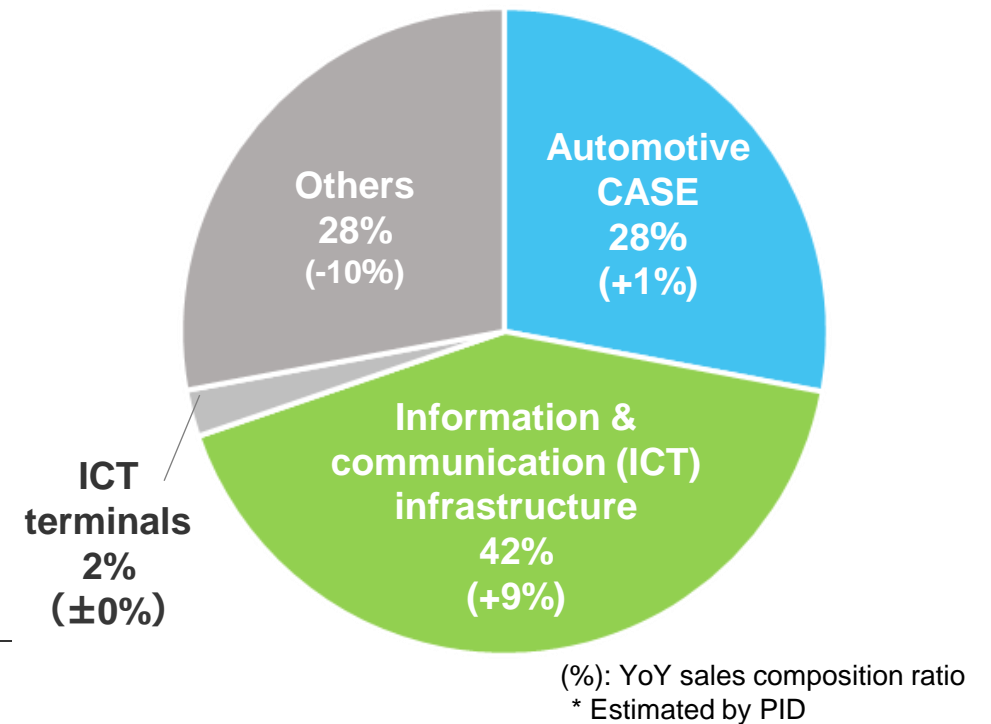 Automotive
CASE
28%
(+1%)
Others
28%
(-10%)
Information &
communication (ICT)
infrastructure
42%
(+9%)
ICT
terminals
2%
(±0%)
(%): YoY sales composition ratio
* Estimated by PID